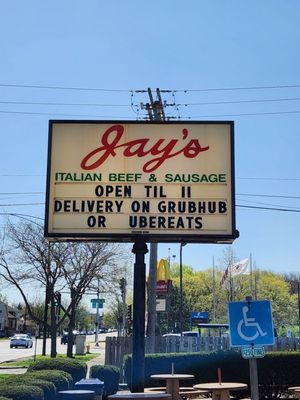 Jay's
ITALIAN BEEF & SAUSAGE
OPEN TIL 11
DELIVERY ON GRUBHUB
OR UBEREATS